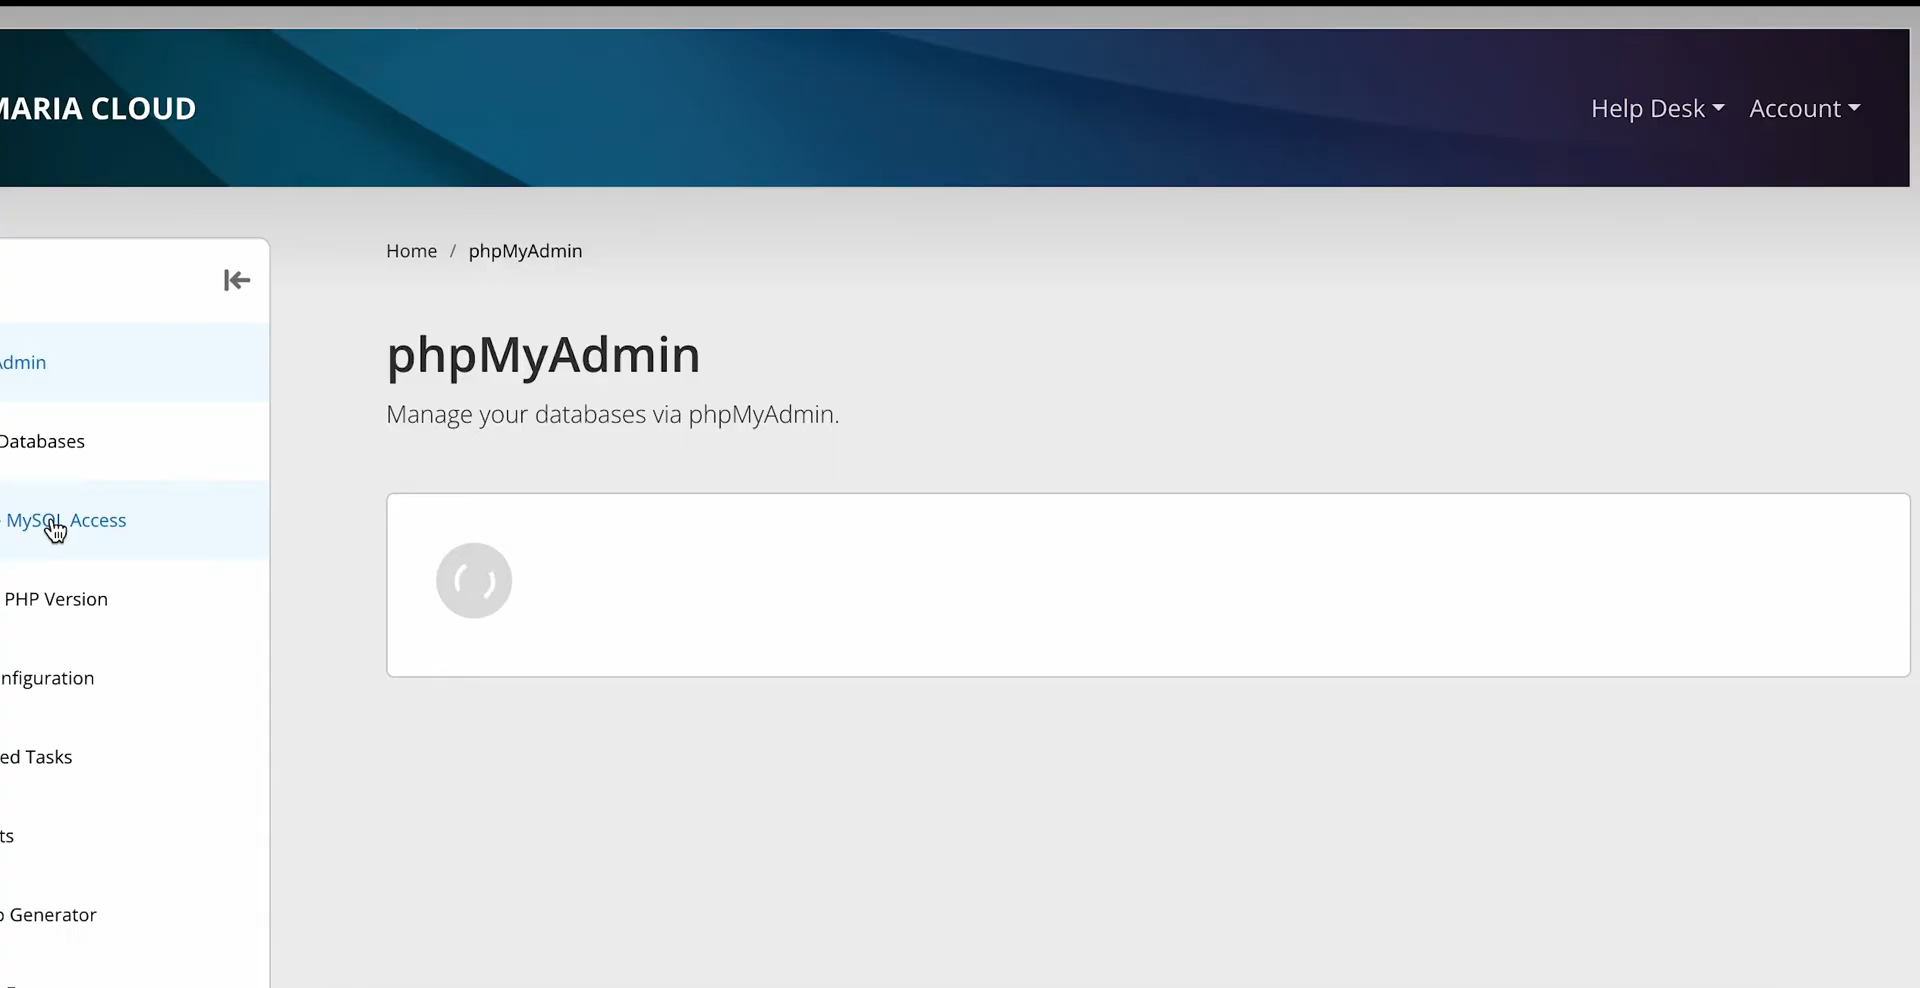 MARIA CLOUD
Help Desk
Account
Home / phpMyAdmin
phpMyAdmin
Manage your databases via phpMyAdmin.
Admin
Databases
MySQL Access
PHP Version
nfiguration
ed Tasks
ts
Generator